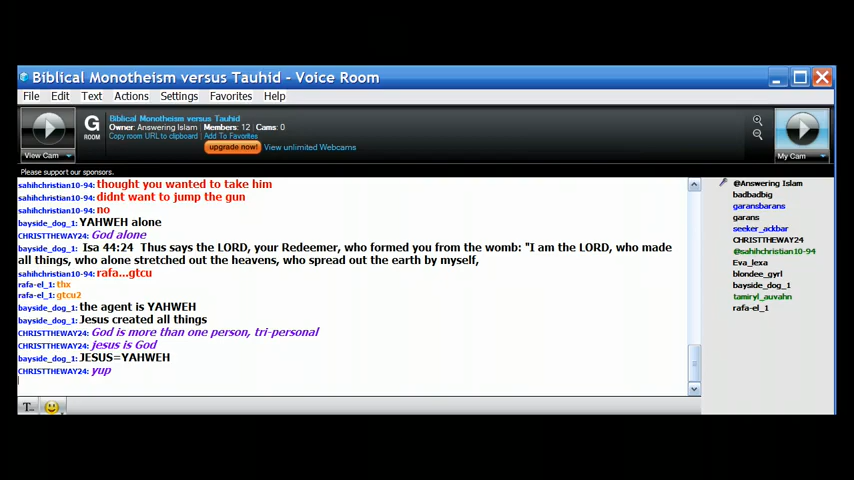 Biblical Monotheism versus Tauhid - Voice Room
File Edit Text Actions Settings Favorites Help
View Cam
G ROOM
Biblical Monotheism versus Tauhid
Owner: Answering Islam | Members: 12 | Cams: 0
Copy room URL to clipboard | Add To Favorites
upgrade now! View unlimited Webcams
My Cam
Please support our sponsors.
sahihchristian10-94: thought you wanted to take him
sahihchristian10-94: didnt want to jump the gun
sahihchristian10-94: no
bayside_dog_1: YAHWEH alone
CHRISTTHEWAY24: God alone
bayside_dog_1: Isa 44:24 Thus says the LORD, your Redeemer, who formed you from the womb: "I am the LORD, who made
all things, who alone stretched out the heavens, who spread out the earth by myself,
sahihchristian10-94: rafa...gtcu
rafa-el_1: thx
rafa-el_1: gtcu2
bayside_dog_1: the agent is YAHWEH
bayside_dog_1: Jesus created all things
CHRISTTHEWAY24: God is more than one person, tri-personal
CHRISTTHEWAY24: jesus is God
bayside_dog_1: JESUS=YAHWEH
CHRISTTHEWAY24: yup
@Answering Islam
badbadbig
garansbarans
garans
seeker_ackbar
CHRISTTHEWAY24
@sahihchristian10-94
Eva_lexa
blondee_gyrl
bayside_dog_1
tamiryl_auvahn
rafa-el_1
T...